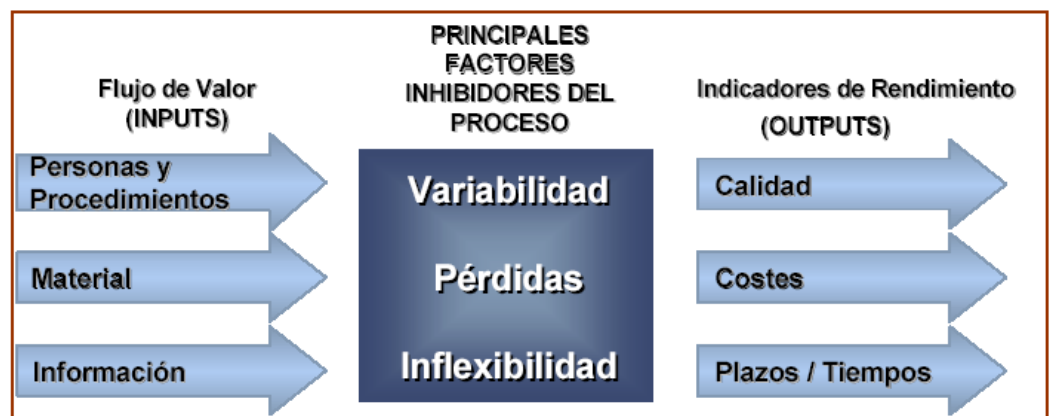 PRINCIPALES
FACTORES
INHIBIDORES DEL
PROCESO
Flujo de Valor
(INPUTS)
Indicadores de Rendimiento
(OUTPUTS)
Personas y
Procedimientos
Variabilidad
Calidad
Material
Pérdidas
Costes
Información
Inflexibilidad
Plazos / Tiempos